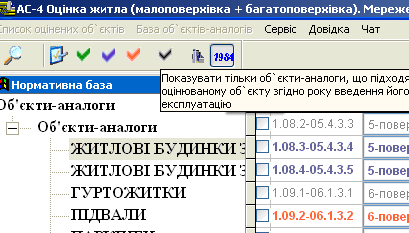 АС-4 Оцінка житла (малоповерхівка + багатоповерхівка). Мереже
Список оцінених об`єктів База об`єктів-аналогів Сервіс Довідка Чат
1984
Показувати тільки об`єкти-аналоги, що підходя
оцінюваному об`єкту згідно року введення його
експлуатацію
Нормативна база
Об'єкти-аналоги
Об'єкти-аналоги
ЖИТЛОВІ БУДИНКИ
ЖИТЛОВІ БУДИНКИ
ГУРТОЖИТКИ
ПІДВАЛИ
1.08.2-05.4.3.3 5-повер
1.08.3-05.4.3.4 5-повер
1.08.4-05.4.3.5 5-повер
1.09.1-06.1.3.1 6-повер
1.09.2-06.1.3.2 6-повер